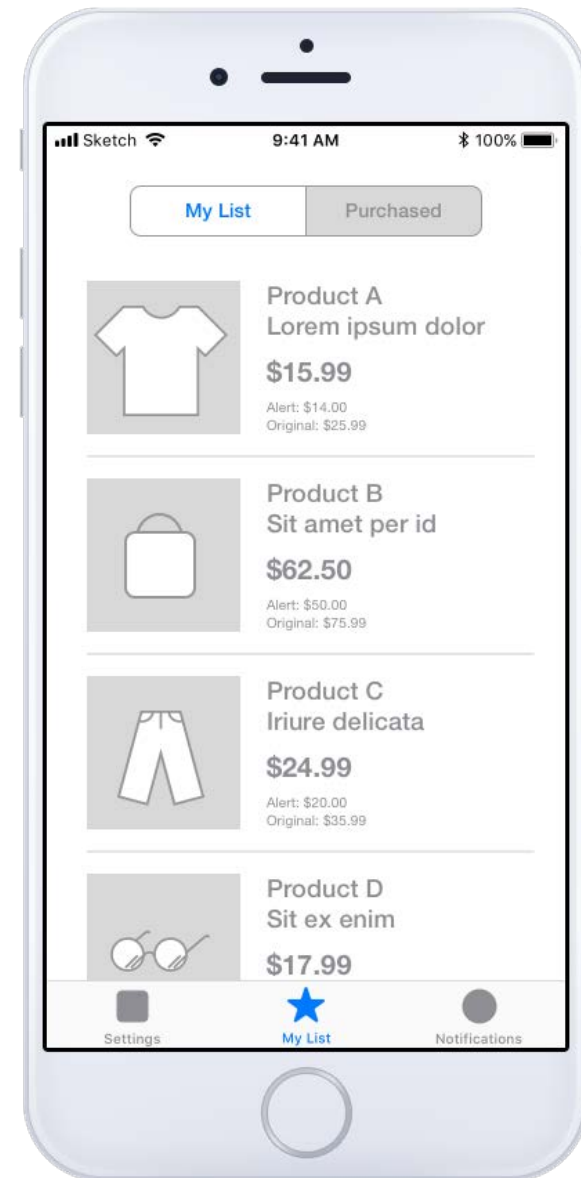 Sketch 9:41 AM 100%
My List Purchased
Product A
Lorem ipsum dolor
$15.99
Alert: $14.00
Original: $25.99
Product B
Sit amet per id
$62.50
Alert: $50.00
Original: $75.99
Product C
Iriure delicata
$24.99
Alert: $20.00
Original: $35.99
Product D
Sit ex enim
$17.99
Settings My List Notifications